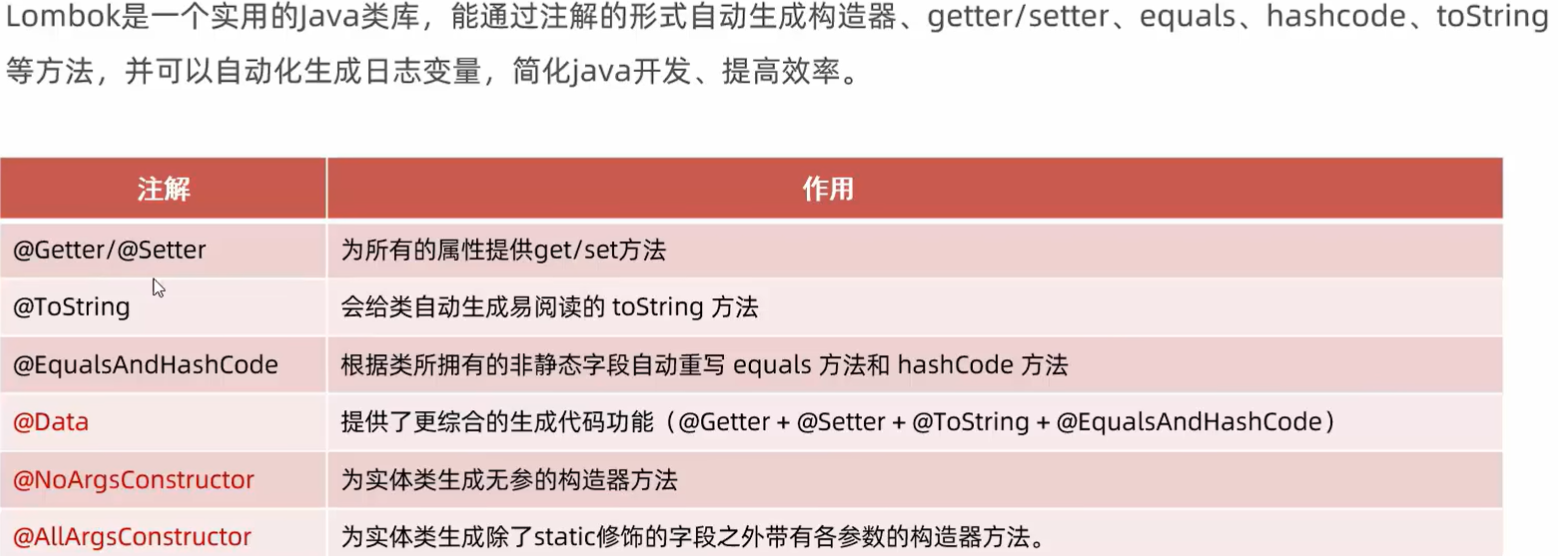 Lombok是一个实用的Java类库，能通过注解的形式自动生成构造器、getter/setter、equals、hashcode、toString
等方法，并可以自动化生成日志变量，简化java开发、提高效率。
注解 作用
@Getter/@Setter 为所有的属性提供get/set方法
@ToString 会给类自动生成易阅读的 toString 方法
@EqualsAndHashCode 根据类所拥有的非静态字段自动重写 equals 方法和 hashCode 方法
@Data 提供了更综合的生成代码功能（@Getter + @Setter + @ToString + @EqualsAndHashCode）
@NoArgsConstructor 为实体类生成无参的构造器方法
@AllArgsConstructor 为实体类生成除了static修饰的字段之外带有各参数的构造器方法。